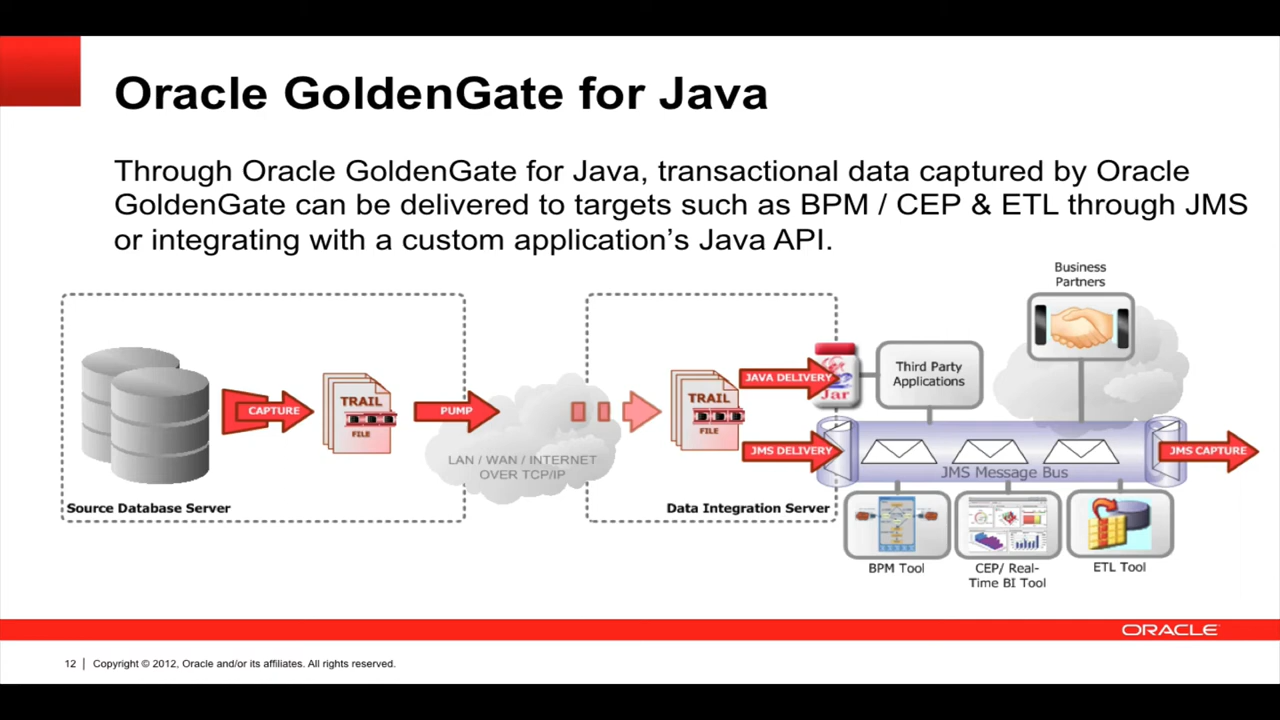 Oracle GoldenGate for Java
Through Oracle GoldenGate for Java, transactional data captured by Oracle
GoldenGate can be delivered to targets such as BPM / CEP & ETL through JMS
or integrating with a custom application’s Java API.
Business
Partners
Third Party
Applications
JAVA DELIVERY
Jar
CAPTURE
TRAIL
FILE
PUMP
TRAIL
FILE
JMS DELIVERY
JMS CAPTURE
LAN / WAN / INTERNET
OVER TCP/IP
JMS Message Bus
Source Database Server
Data Integration Server
BPM Tool
CEP/ Real-
Time BI Tool
ETL Tool
ORACLE
12
Copyright © 2012, Oracle and/or its affiliates. All rights reserved.